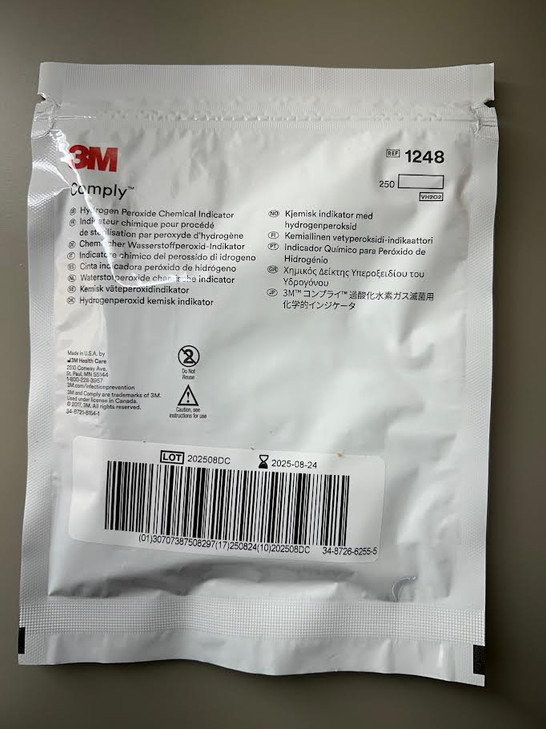 3M
Comply™
REF 1248
250
VH2O2
Hydrogen Peroxide Chemical Indicator
Indicateur chimique pour procédé
de stérilisation par peroxyde d'hydrogène
Chemischer Wasserstoffperoxid-Indikator
Indicatore chimico del perossido di idrogeno
Cinta indicadora peróxido de hidrógeno
Waterstofperoxide chemische indicator
Kemisk väteperoxidindikator
Hydrogenperoxid kemisk indikator
Kjemisk indikator med
hydrogenperoksid
Kemiallinen vetyperoksidi-indikaattori
Indicador Químico para Peróxido de
Hidrogénio
Χημικός Δείκτης Υπεροξειδίου του
Υδρογόνου
3M™ コンプライ™ 過酸化水素ガス滅菌用
化学的インジケータ
Made in U.S.A. by
3M Health Care
2510 Conway Ave.
St. Paul, MN 55144
1-800-228-3957
3M.com/infectionprevention
3M and Comply are trademarks of 3M.
Used under license in Canada.
© 2017, 3M. All rights reserved.
34-8721-6134-1
2
Do Not
Reuse
Caution, see
instructions for use
LOT 202508DC 2025-08-24
(01)30707387508297(17)250824(10)202508DC 34-8726-6255-5